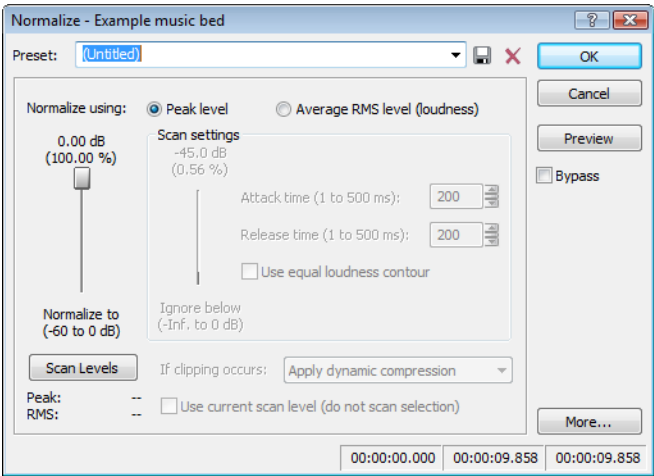 Normalize - Example music bed
Preset: (Untitled)
OK
Cancel
Preview
Bypass
Normalize using: Peak level Average RMS level (loudness)
0.00 dB
(100.00 %)
Normalize to
(-60 to 0 dB)
Scan settings
-45.0 dB
(0.56 %)
Attack time (1 to 500 ms): 200
Release time (1 to 500 ms): 200
Use equal loudness contour
Ignore below
(-Inf. to 0 dB)
Scan Levels
If clipping occurs: Apply dynamic compression
Peak: --
RMS: --
Use current scan level (do not scan selection)
More...
00:00:00.000 00:00:09.858 00:00:09.858